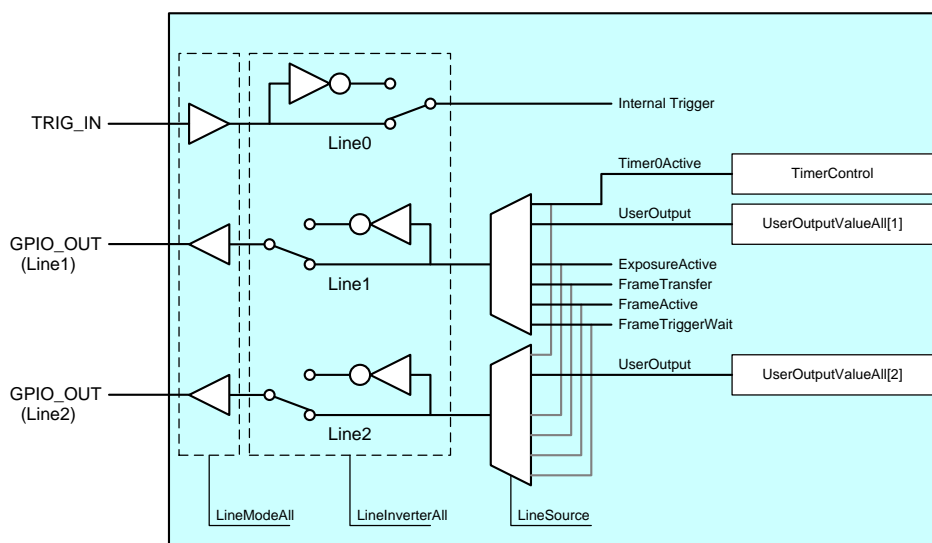 Internal Trigger
TRIG_IN
Line0
Timer0Active
TimerControl
UserOutput
UserOutputValueAll[1]
GPIO_OUT
(Line1)
Line1
ExposureActive
FrameTransfer
FrameActive
FrameTriggerWait
UserOutput
UserOutputValueAll[2]
GPIO_OUT
(Line2)
Line2
LineModeAll
LineInverterAll
LineSource